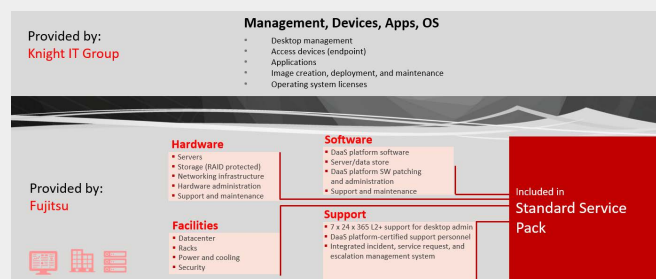 Management, Devices, Apps, OS
Provided by:
Knight IT Group
▪ Desktop management
▪ Access devices (endpoint)
▪ Applications
▪ Image creation, deployment, and maintenance
▪ Operating system licenses
Provided by:
Fujitsu
Hardware
▪ Servers
▪ Storage (RAID protected)
▪ Networking infrastructure
▪ Hardware administration
▪ Support and maintenance
Software
▪ DaaS platform software
▪ Server/data store
▪ DaaS platform SW patching
and administration
▪ Support and maintenance
Facilities
▪ Datacenter
▪ Racks
▪ Power and cooling
▪ Security
Support
▪ 7 x 24 x 365 L2+ support for desktop admin
▪ DaaS platform-certified support personnel
▪ Integrated incident, service request, and
escalation management system
Included in
Standard Service
Pack